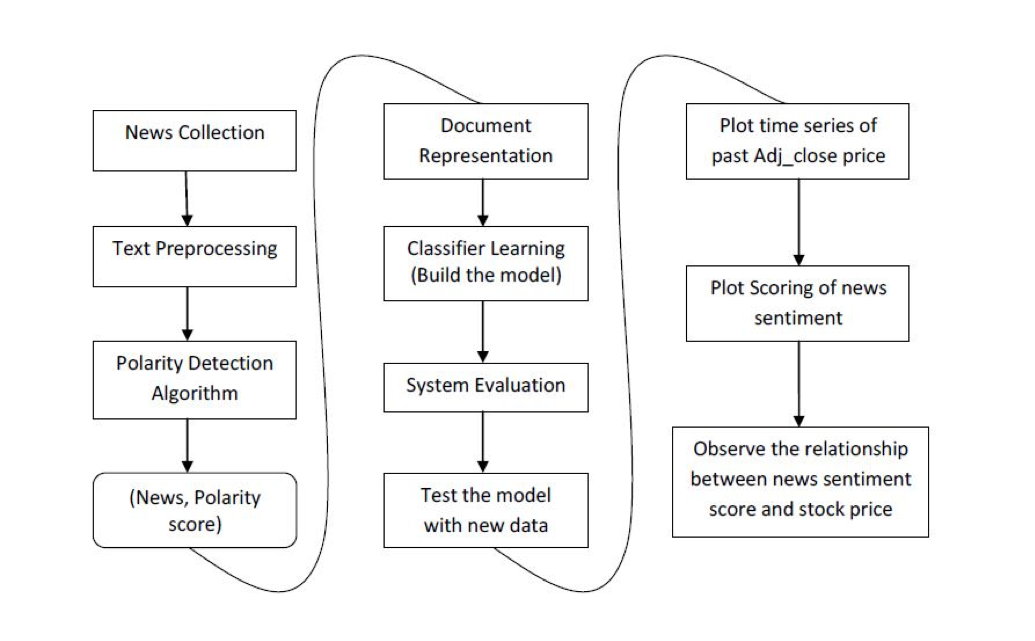 News Collection
Text Preprocessing
Polarity Detection
Algorithm
(News, Polarity
score)
Document
Representation
Classifier Learning
(Build the model)
System Evaluation
Test the model
with new data
Plot time series of
past Adj_close price
Plot Scoring of news
sentiment
Observe the relationship
between news sentiment
score and stock price